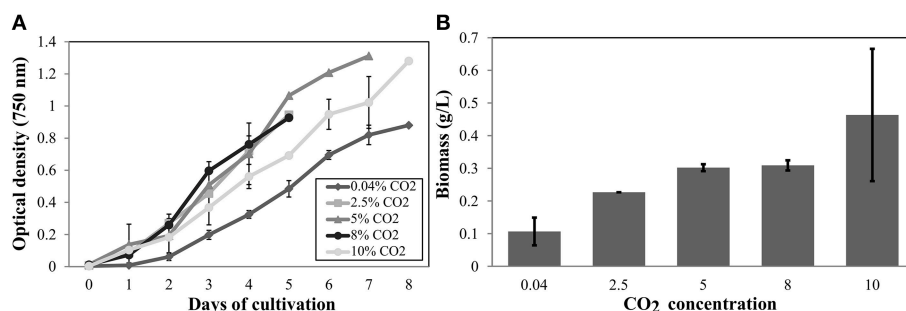 A
Optical density (750 nm)
1.4
1.2
1
0.8
0.6
0.4
0.2
0
0 1 2 3 4 5 6 7 8
Days of cultivation
0.04% CO2
2.5% CO2
5% CO2
8% CO2
10% CO2
B
Biomass (g/L)
0.7
0.6
0.5
0.4
0.3
0.2
0.1
0
0.04 2.5 5 8 10
CO2 concentration